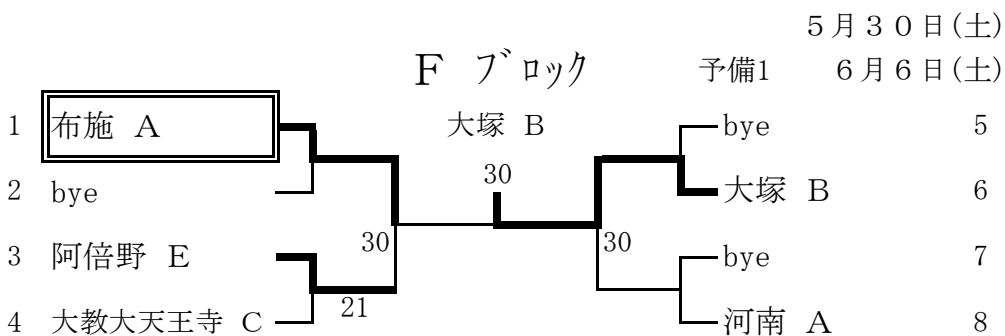 ５月３０日(土)
Ｆ ブロック
予備1 ６月６日(土)
1 布施 Ａ
大塚 Ｂ
bye 5
2 bye
30
大塚 Ｂ 6
3 阿倍野 Ｅ
30
30
bye 7
4 大教大天王寺 Ｃ
21
河南 Ａ 8